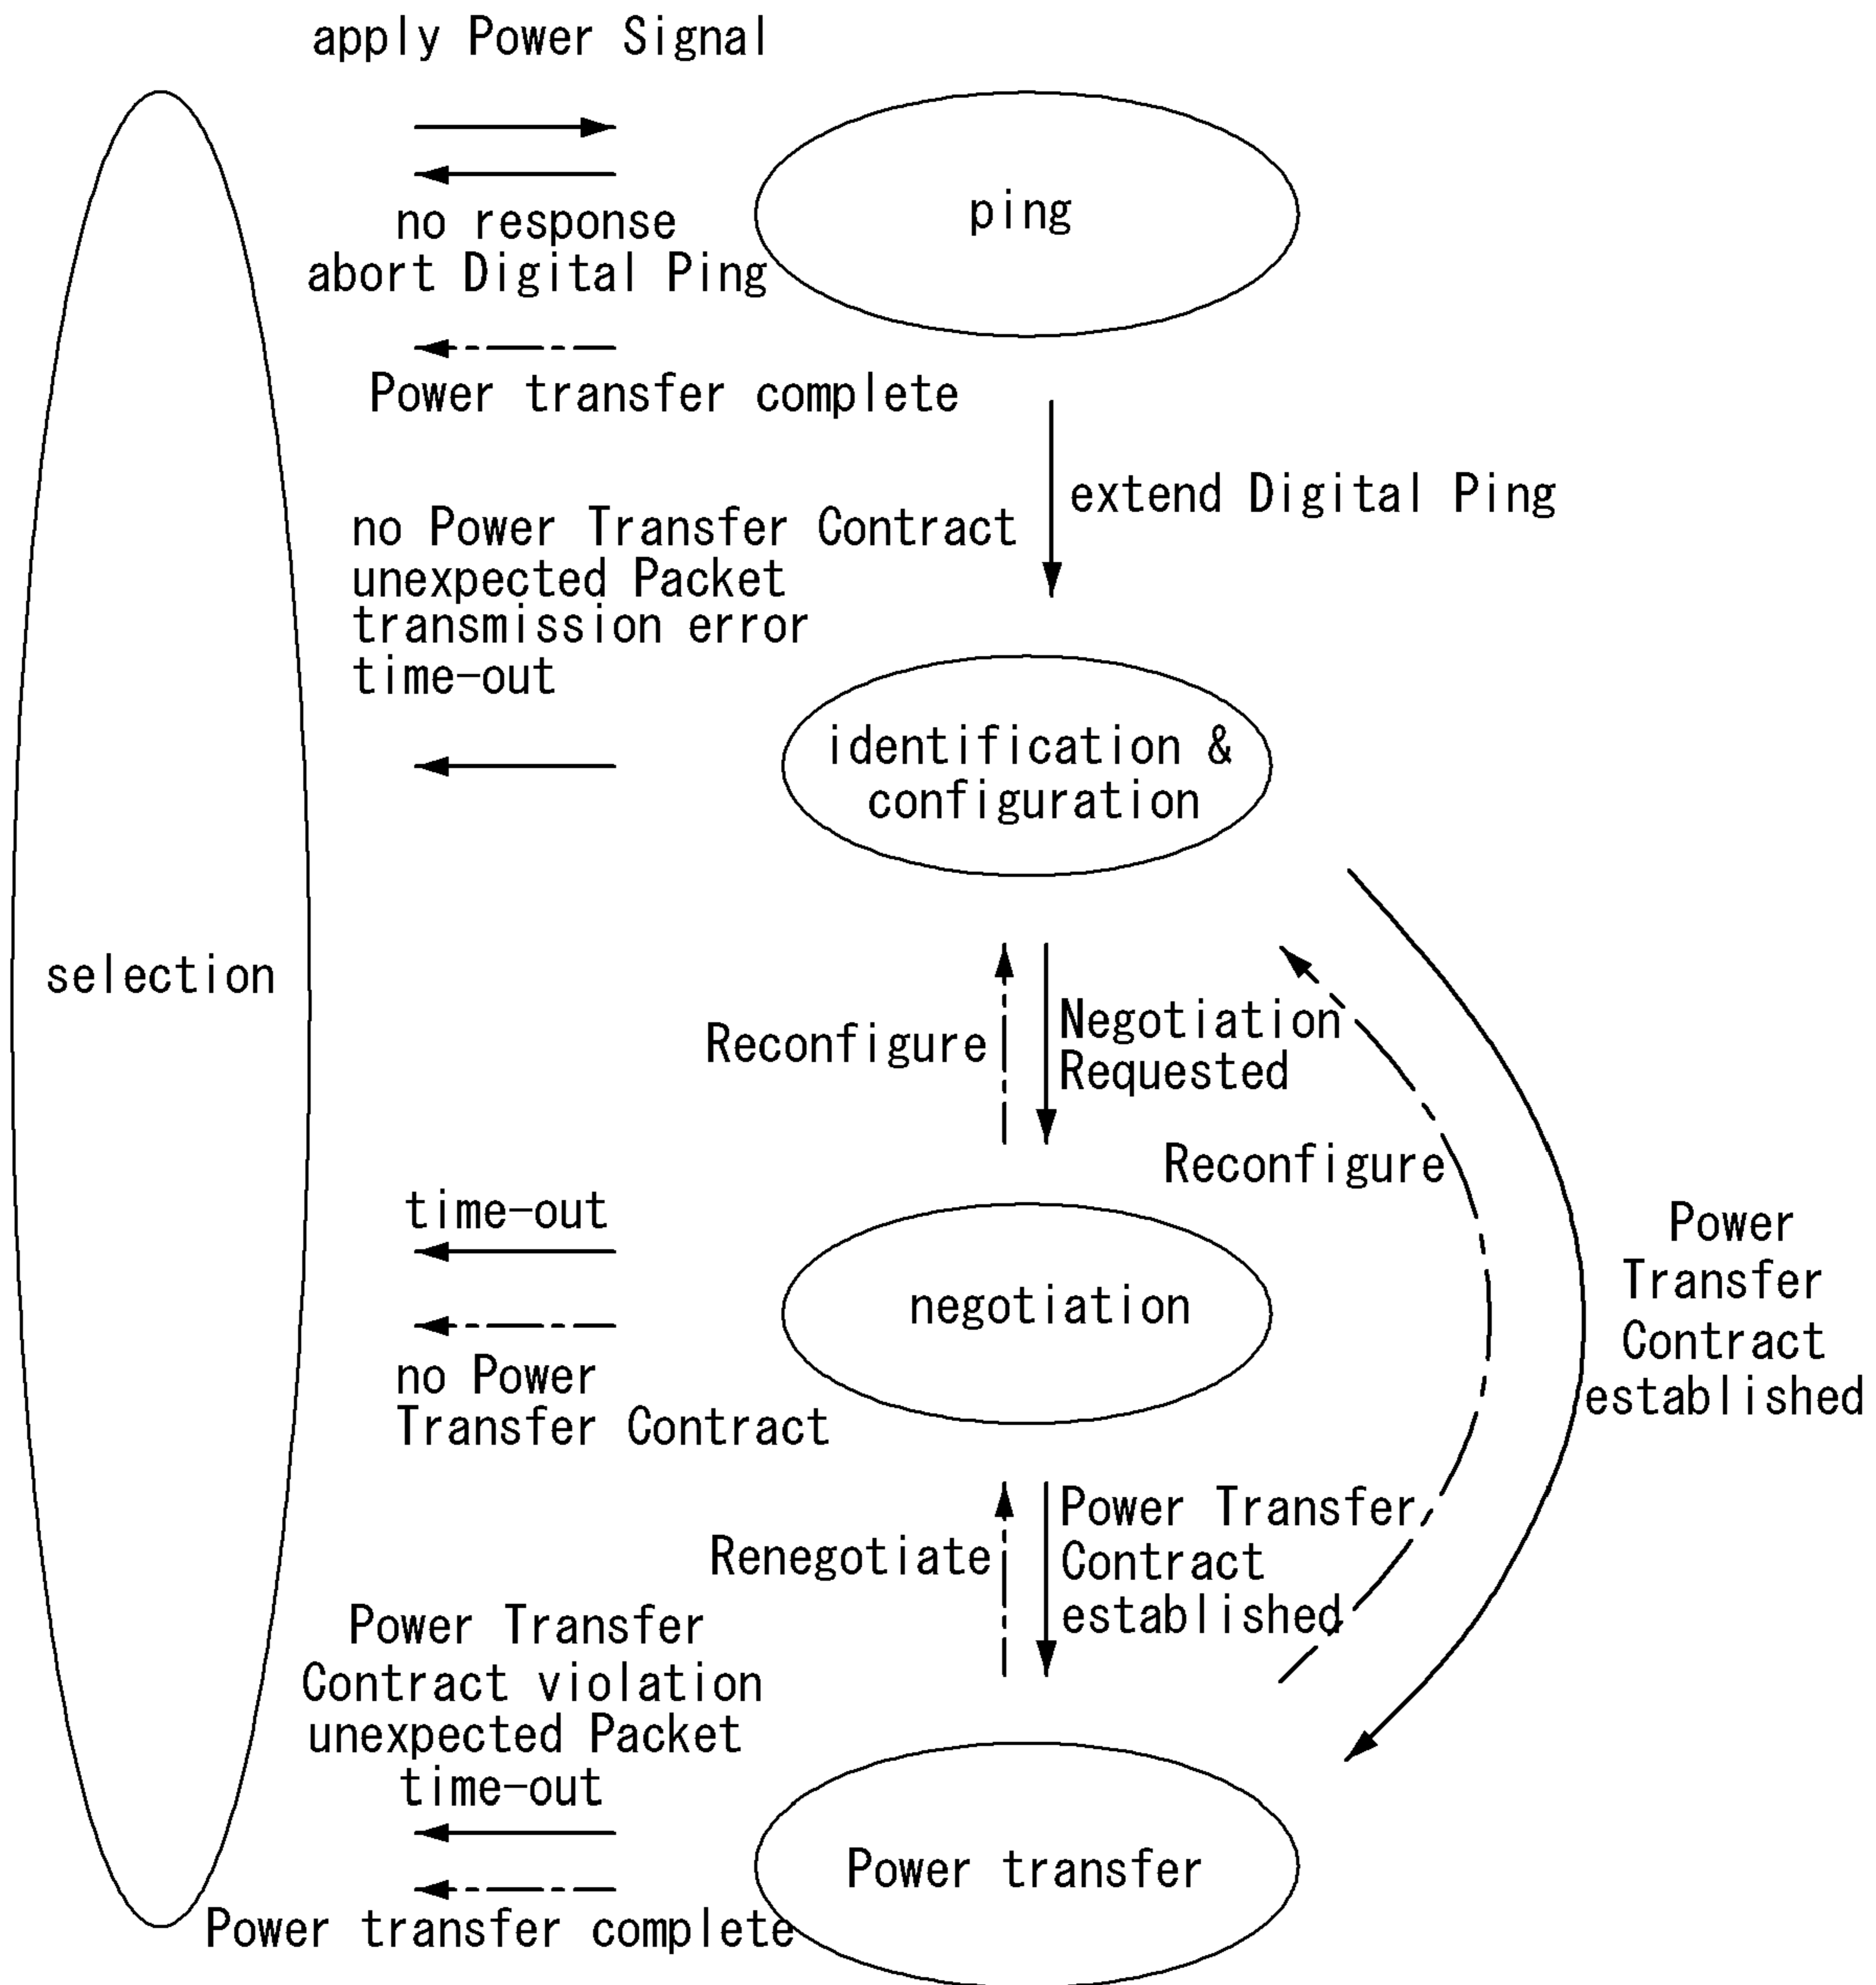 apply Power Signal
ping
no response
abort Digital Ping
Power transfer complete
extend Digital Ping
no Power Transfer Contract
unexpected Packet
transmission error
time-out
identification &
configuration
selection
Reconfigure
Negotiation
Requested
Reconfigure
time-out
negotiation
no Power
Transfer Contract
Power
Transfer
Contract
established
Renegotiate
Power Transfer
Contract
established
Power Transfer
Contract violation
unexpected Packet
time-out
Power transfer
Power transfer complete